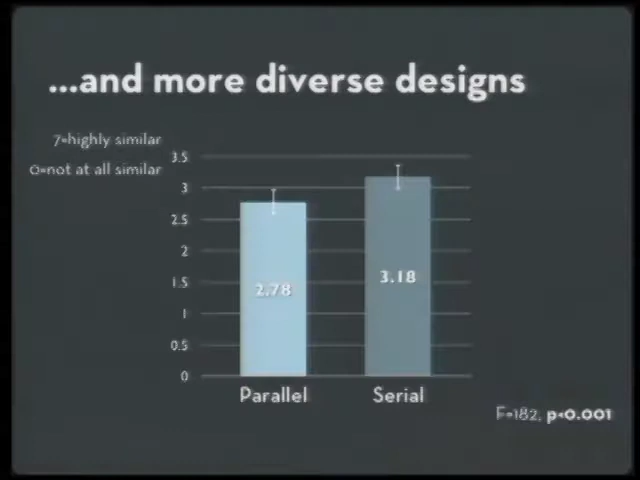 ...and more diverse designs
7=highly similar
0=not at all similar
3.5
3
2.5
2
1.5
1
0.5
0
2.78
3.18
Parallel
Serial
F=182, p<0.001